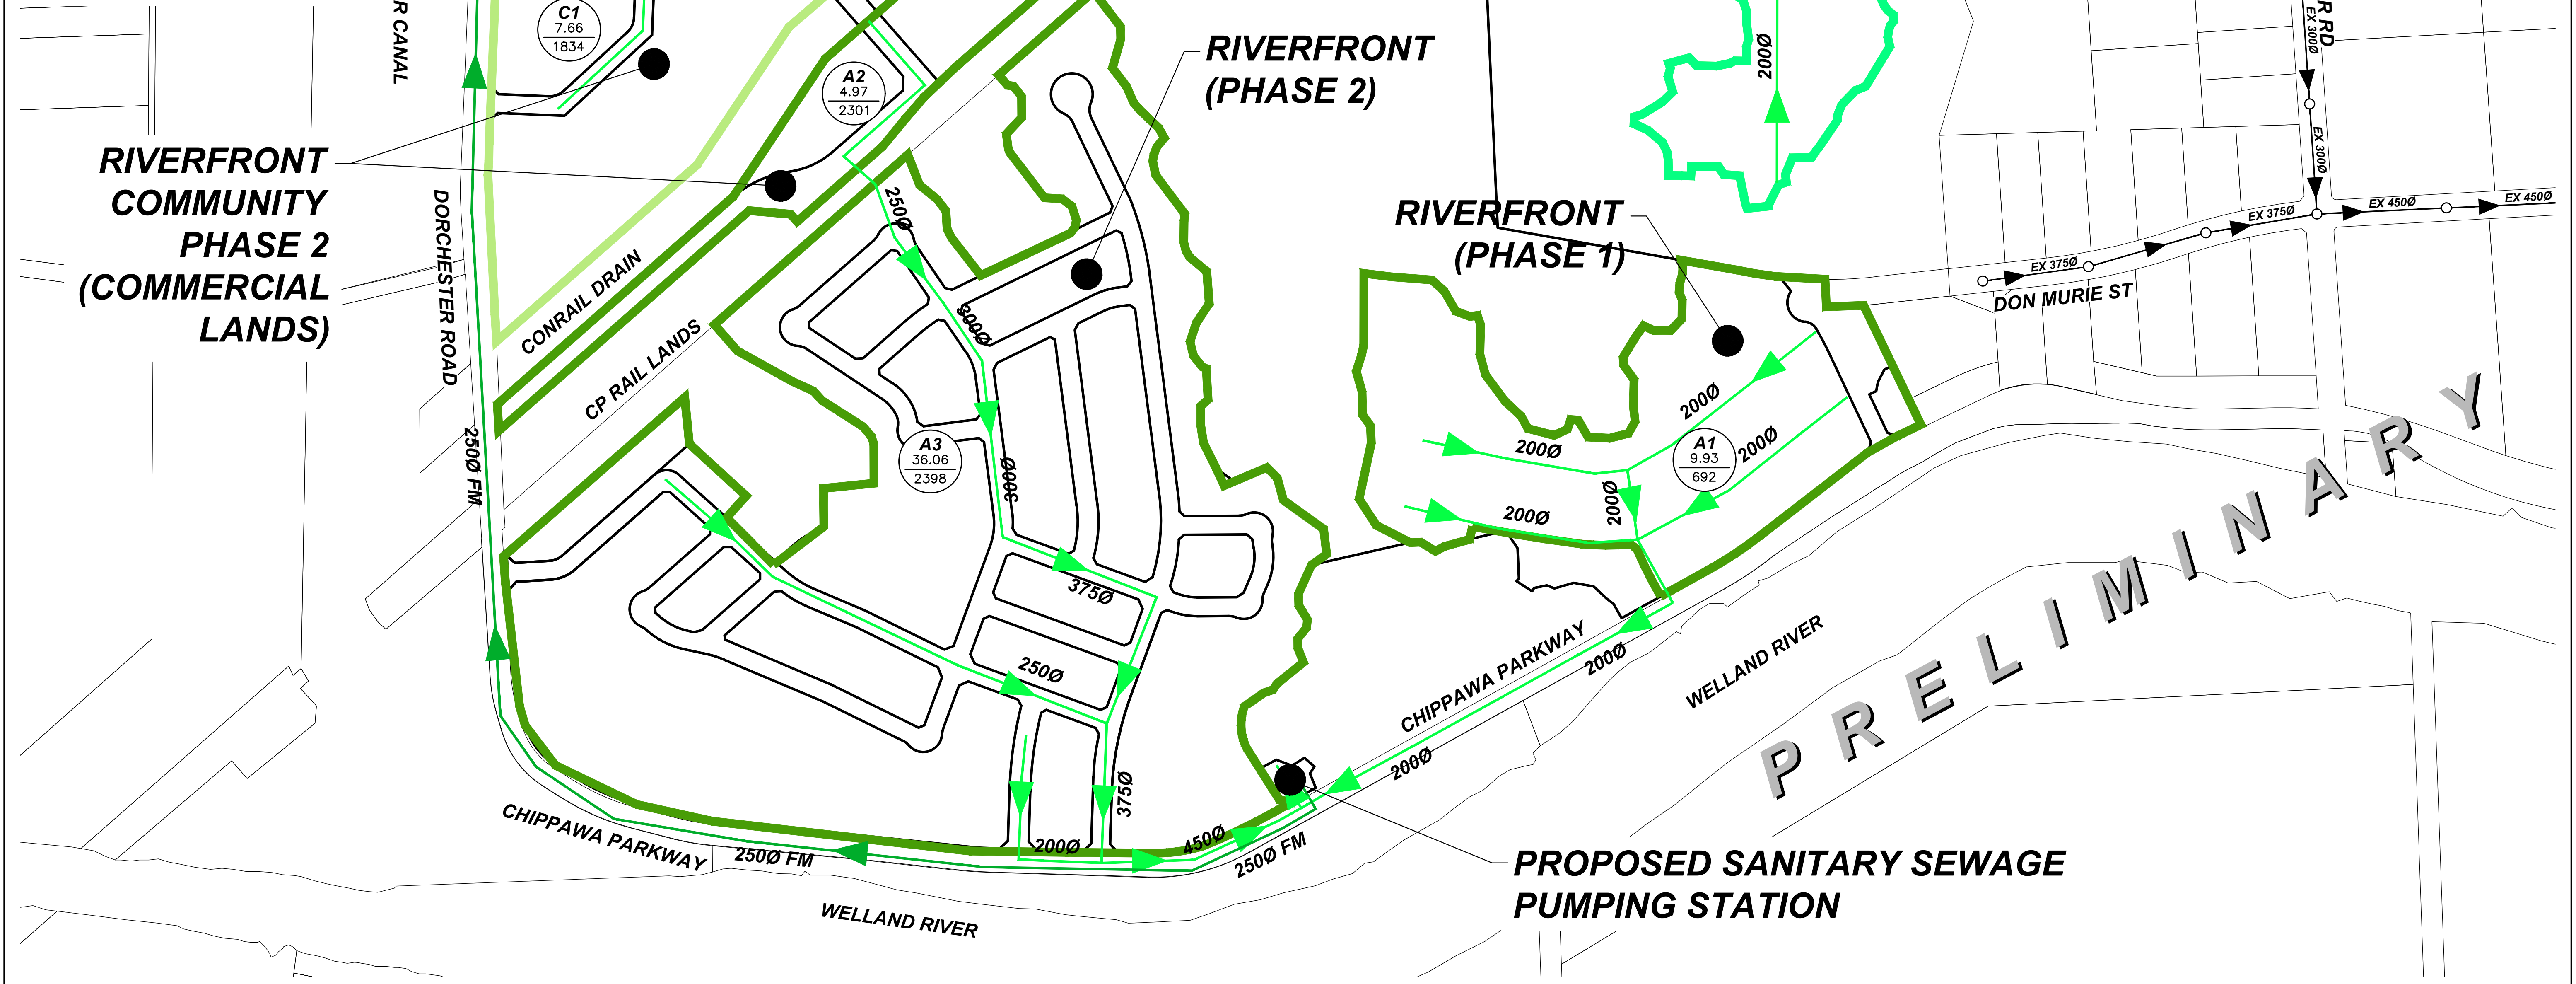 R CANAL
C1
7.66
1834
A2
4.97
2301
RIVERFRONT
(PHASE 2)
200Ø
R RD
EX 300Ø
EX 300Ø
RIVERFRONT
COMMUNITY
PHASE 2
(COMMERCIAL
LANDS)
DORCHESTER ROAD
CONRAIL DRAIN
CP RAIL LANDS
250Ø
300Ø
300Ø
RIVERFRONT
(PHASE 1)
EX 375Ø
EX 375Ø
EX 450Ø
EX 450Ø
DON MURIE ST
250Ø FM
A3
36.06
2398
200Ø
200Ø
200Ø
200Ø
200Ø
A1
9.93
692
375Ø
250Ø
375Ø
CHIPPAWA PARKWAY
200Ø
200Ø
WELLAND RIVER
PRELIMINARY
CHIPPAWA PARKWAY
250Ø FM
200Ø
450Ø
250Ø FM
WELLAND RIVER
PROPOSED SANITARY SEWAGE
PUMPING STATION